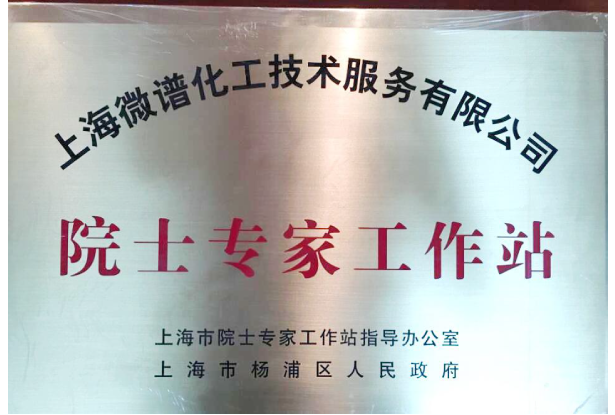 上海微谱化工技术服务有限公司
院士专家工作站
上海市院士专家工作站指导办公室
上海市杨浦区人民政府